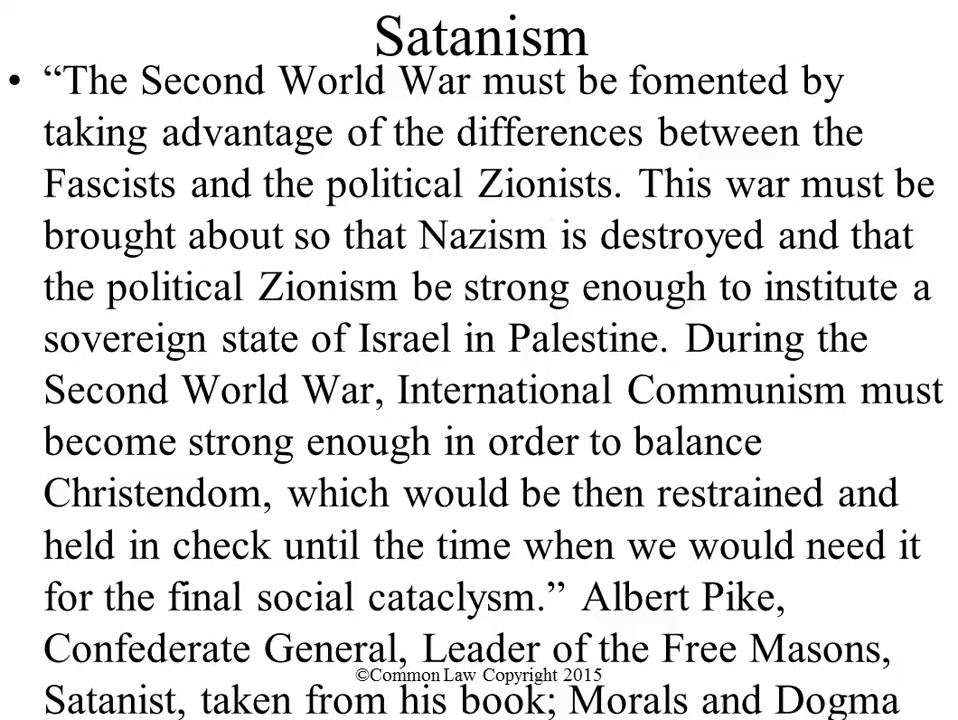 Satanism
• “The Second World War must be fomented by
taking advantage of the differences between the
Fascists and the political Zionists. This war must be
brought about so that Nazism is destroyed and that
the political Zionism be strong enough to institute a
sovereign state of Israel in Palestine. During the
Second World War, International Communism must
become strong enough in order to balance
Christendom, which would be then restrained and
held in check until the time when we would need it
for the final social cataclysm.” Albert Pike,
Confederate General, Leader of the Free Masons,
©Common Law Copyright 2015
Satanist, taken from his book; Morals and Dogma